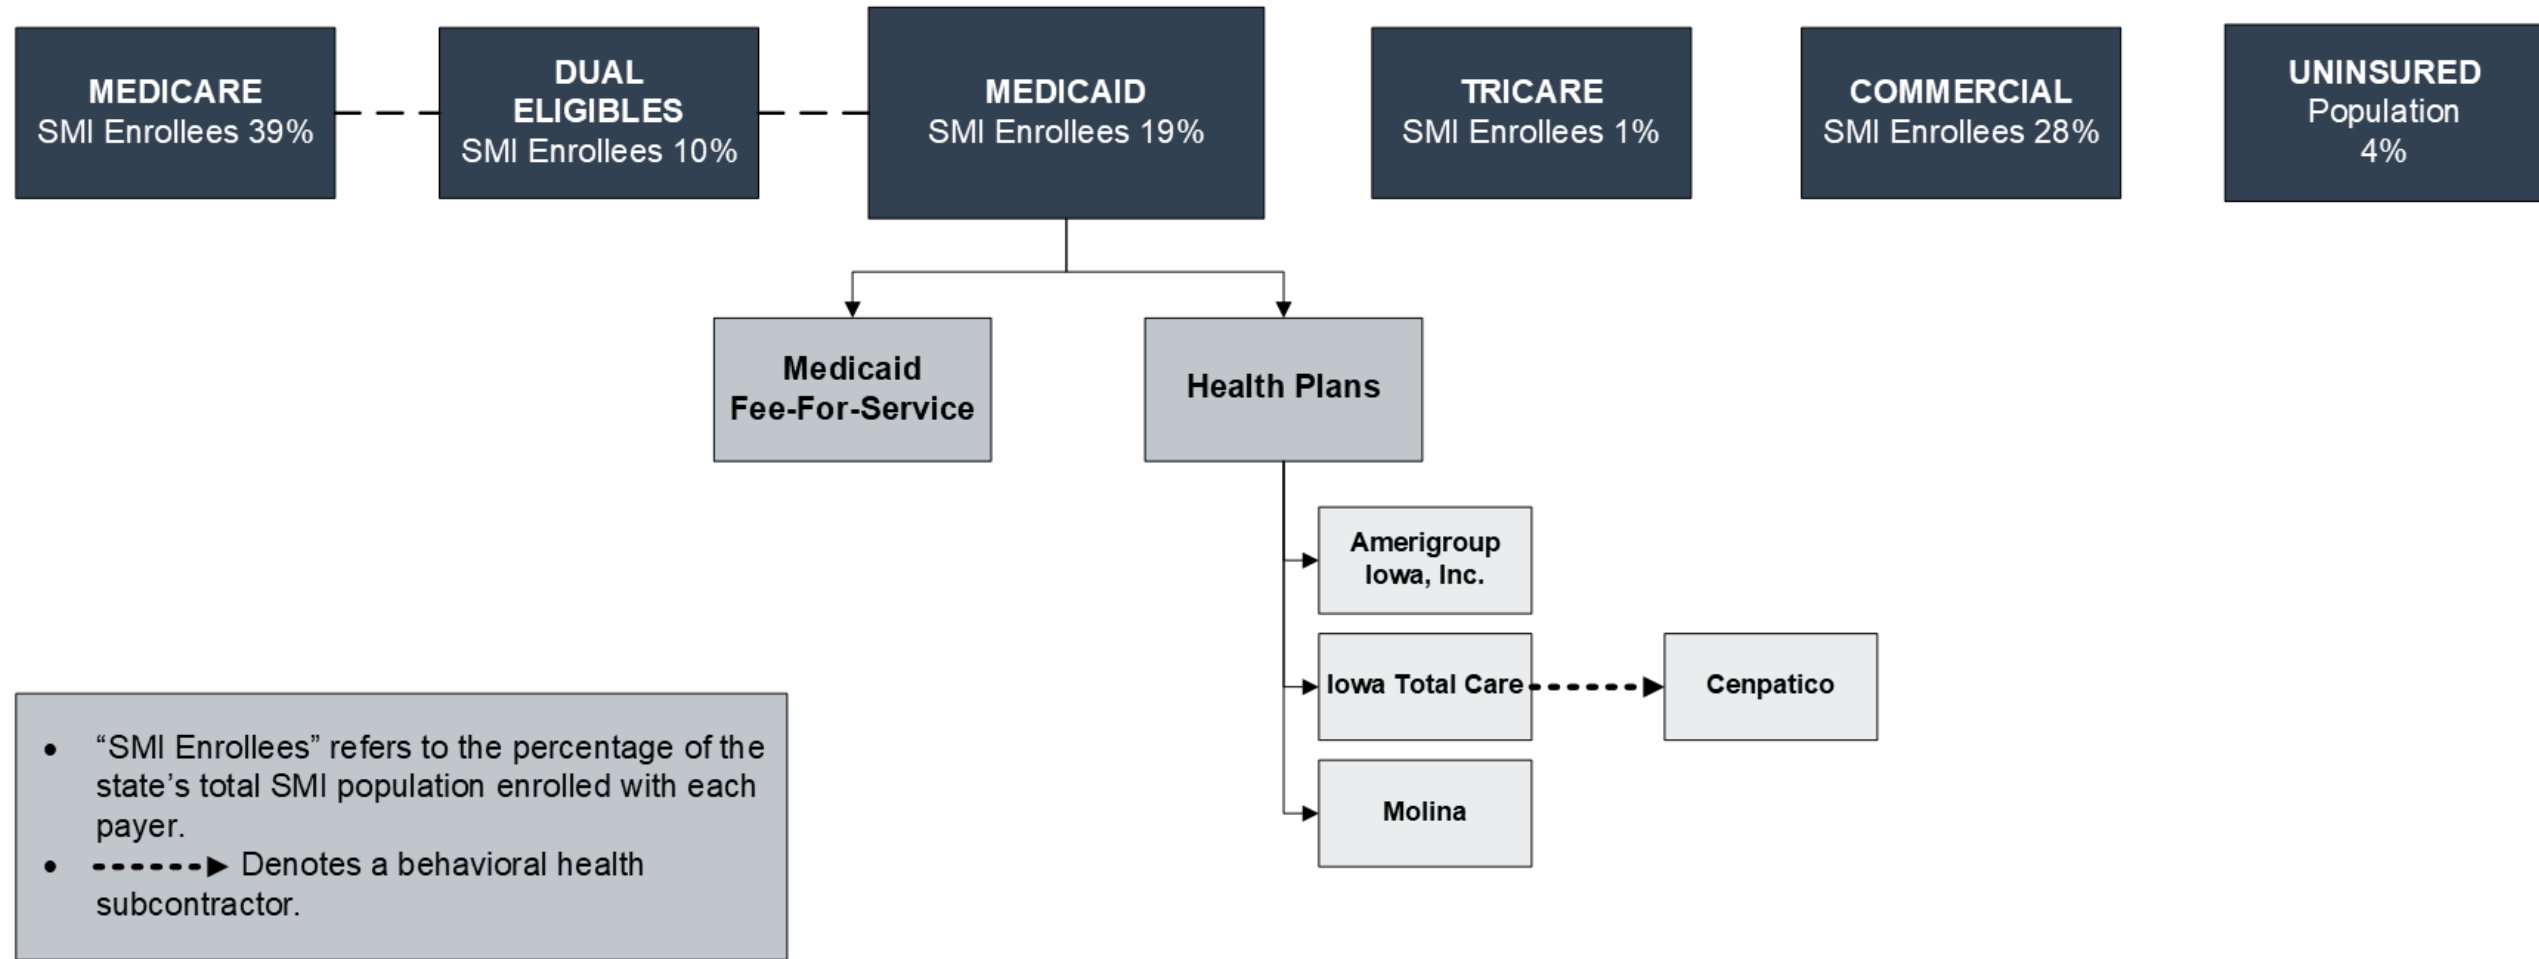 MEDICARE
SMI Enrollees 39%
DUAL
ELIGIBLES
SMI Enrollees 10%
MEDICAID
SMI Enrollees 19%
TRICARE
SMI Enrollees 1%
COMMERCIAL
SMI Enrollees 28%
UNINSURED
Population
4%
Medicaid
Fee-For-Service
Health Plans
Amerigroup
Iowa, Inc.
Iowa Total Care
Cenpatico
Molina
• “SMI Enrollees” refers to the percentage of the
state’s total SMI population enrolled with each
payer.
• Denotes a behavioral health
subcontractor.